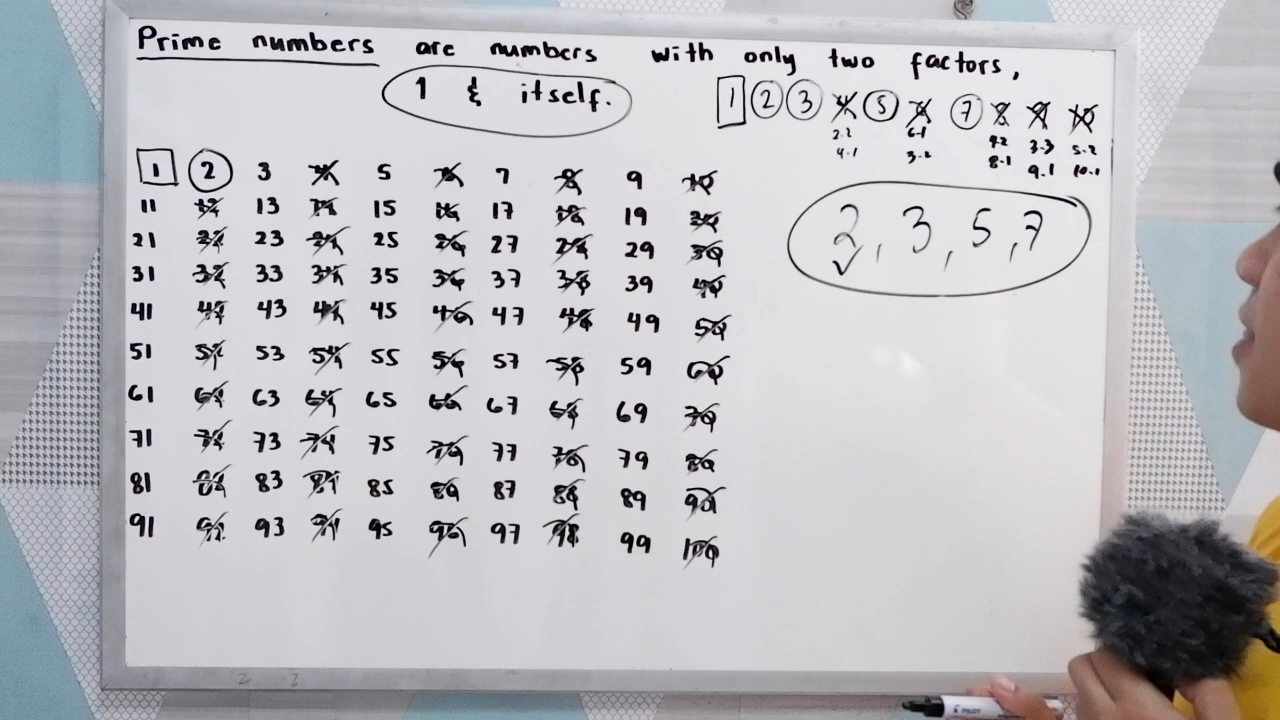 Prime numbers are numbers with only two factors,
1 & itself.
1 2 3 4 5 6 7 8 9 10
2·2 6·1 4·2 3·3 5·2
4·1 3·2 8·1 9·1 10·1
2, 3, 5, 7
1 2 3 4 5 6 7 8 9 10
11 12 13 14 15 16 17 18 19 20
21 22 23 24 25 26 27 28 29 30
31 32 33 34 35 36 37 38 39 40
41 42 43 44 45 46 47 48 49 50
51 52 53 54 55 56 57 58 59 60
61 62 63 64 65 66 67 68 69 70
71 72 73 74 75 76 77 78 79 80
81 82 83 84 85 86 87 88 89 90
91 92 93 94 95 96 97 98 99 100
PILOT